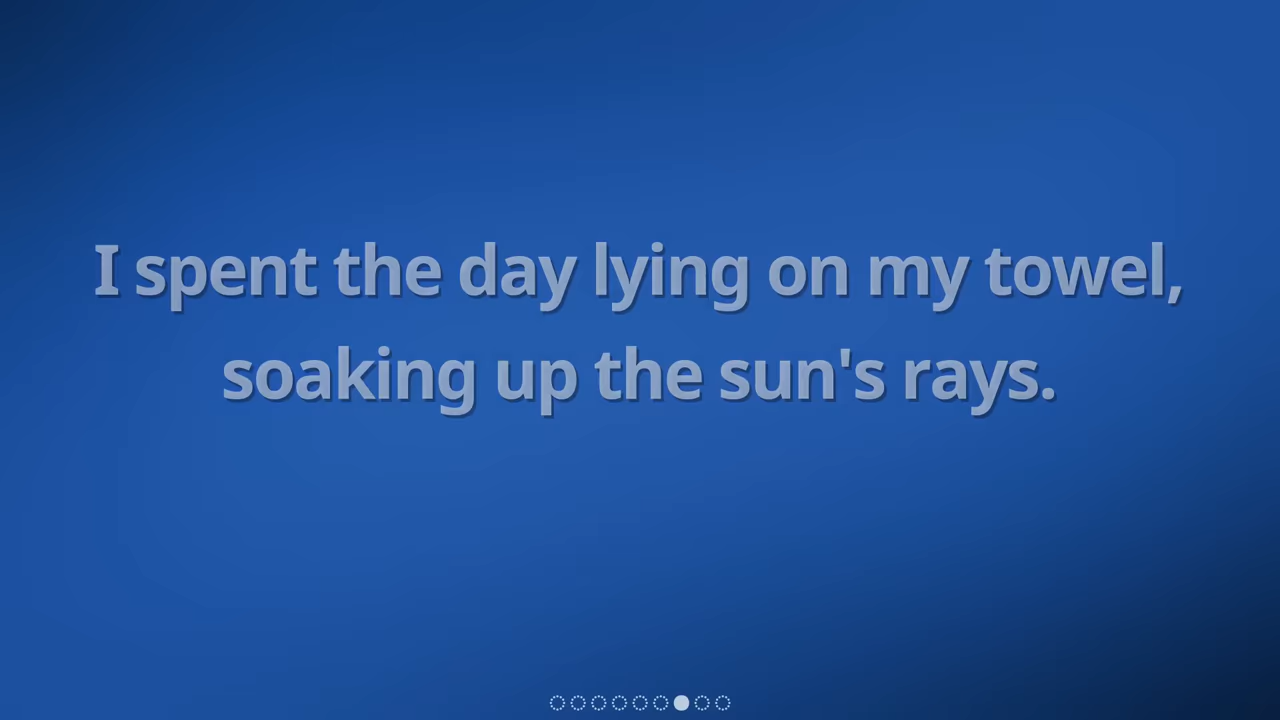 I spent the day lying on my towel,
soaking up the sun's rays.